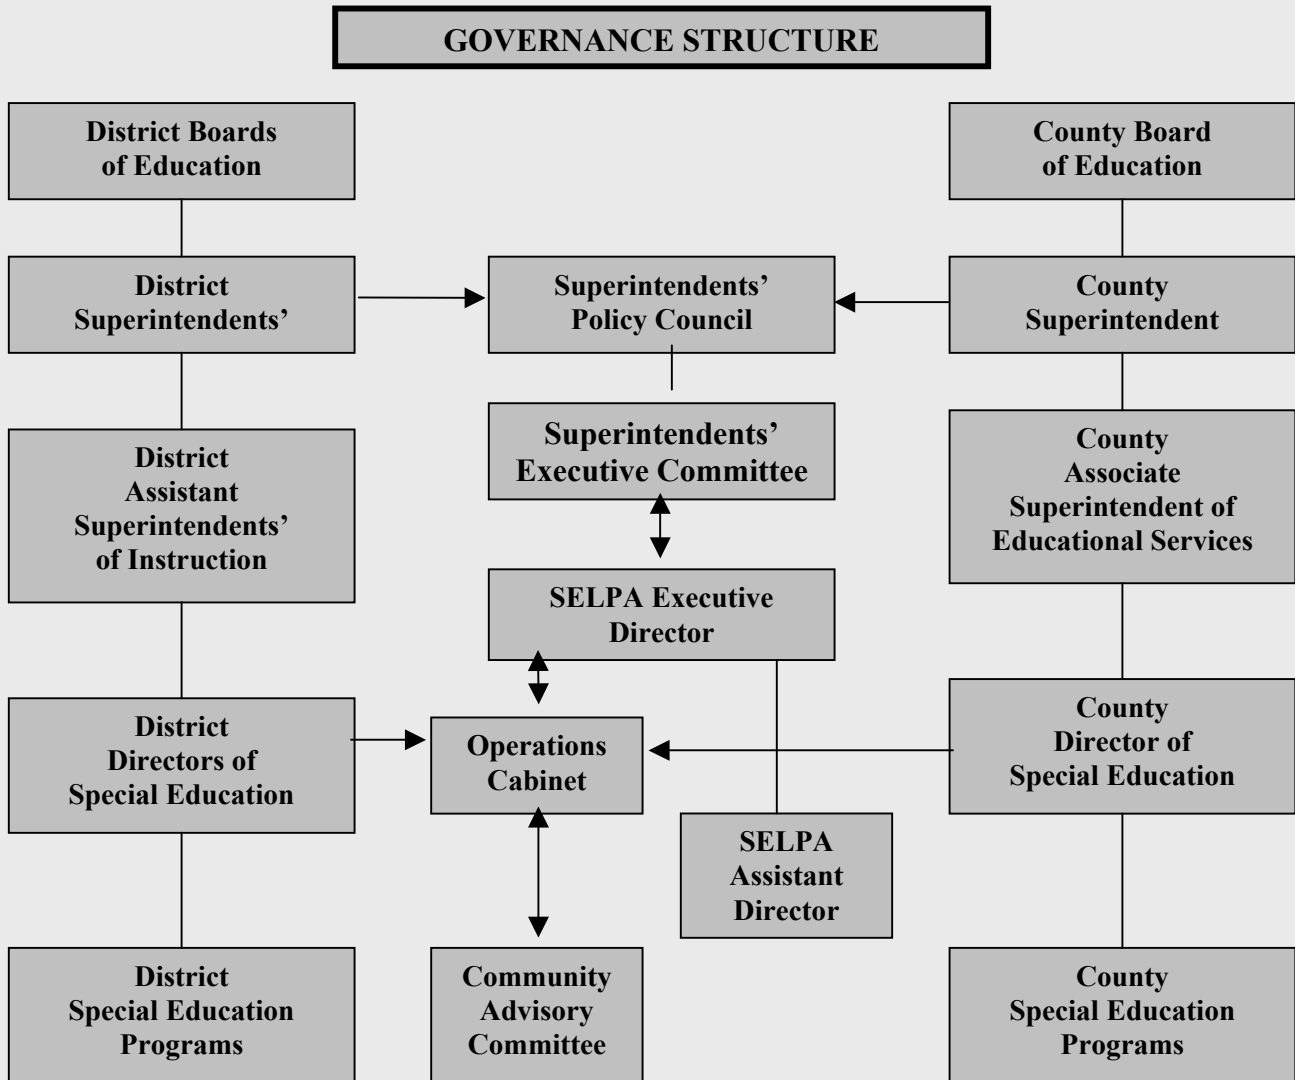 GOVERNANCE STRUCTURE
District Boards
of Education
County Board
of Education
District
Superintendents’
Superintendents’
Policy Council
County
Superintendent
Superintendents’
Executive Committee
District
Assistant
Superintendents’
of Instruction
County
Associate
Superintendent of
Educational Services
SELPA Executive
Director
District
Directors of
Special Education
Operations
Cabinet
County
Director of
Special Education
SELPA
Assistant
Director
District
Special Education
Programs
Community
Advisory
Committee
County
Special Education
Programs